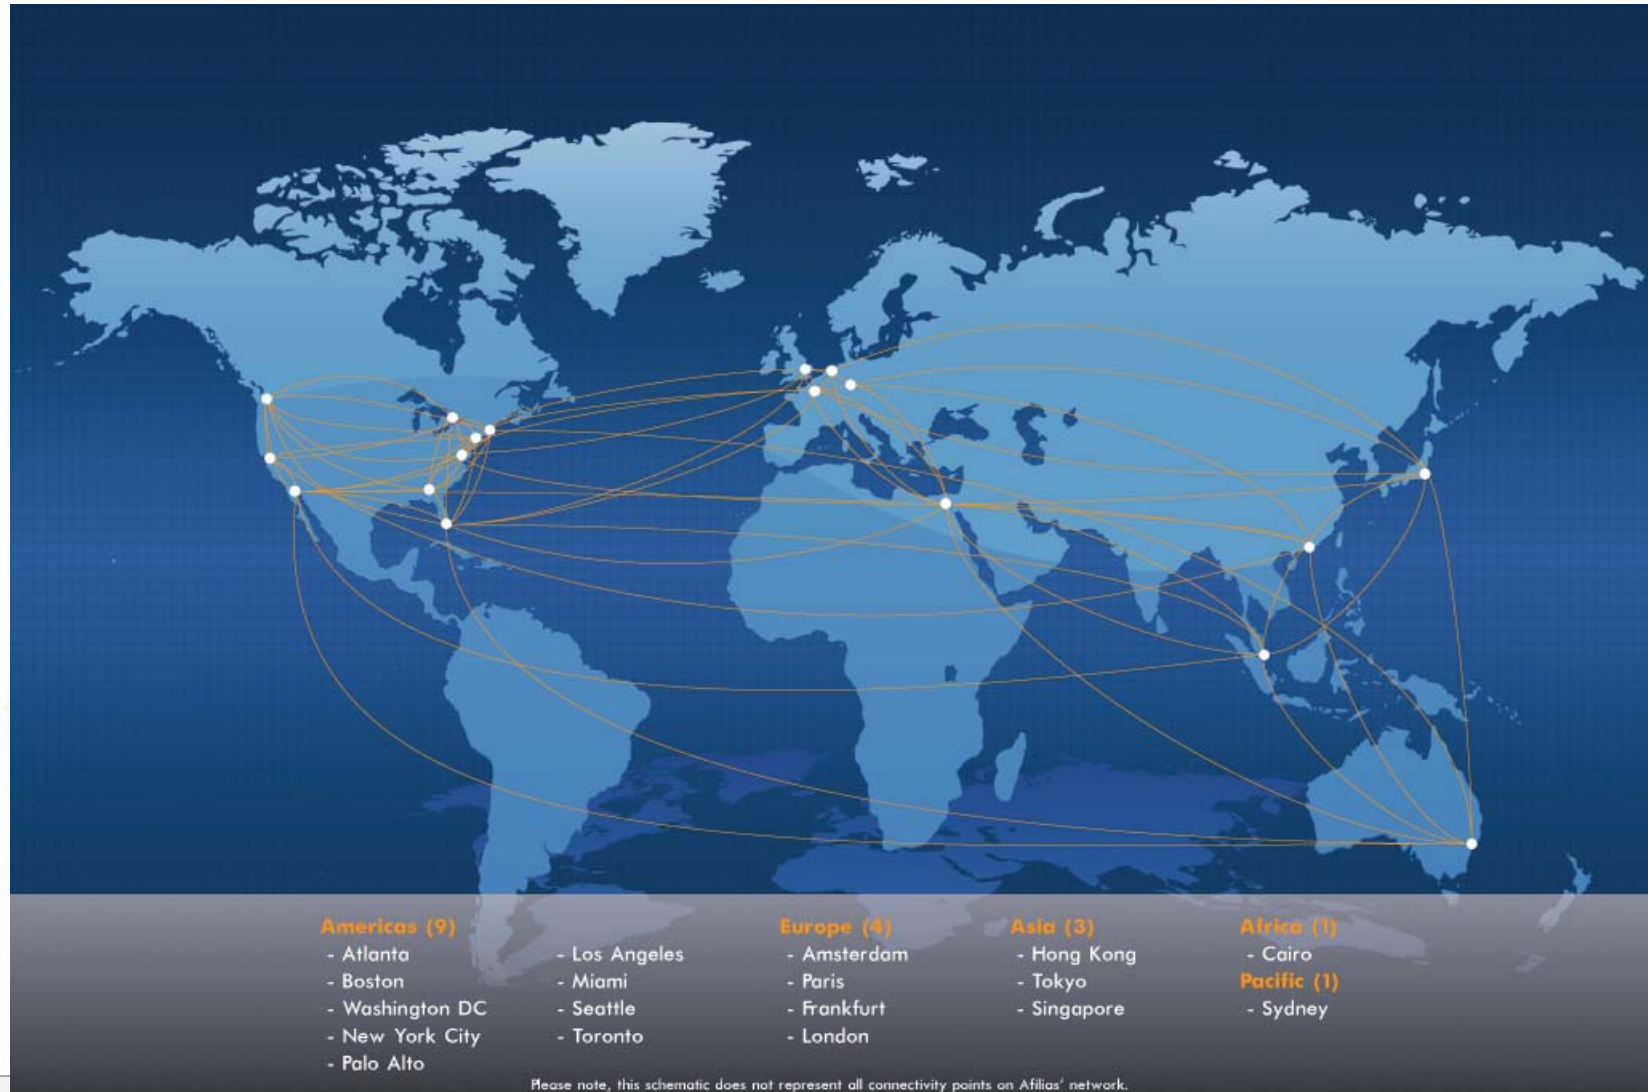 Americas (9)
- Atlanta
- Boston
- Washington DC
- New York City
- Palo Alto
- Los Angeles
- Miami
- Seattle
- Toronto
Europe (4)
- Amsterdam
- Paris
- Frankfurt
- London
Asia (3)
- Hong Kong
- Tokyo
- Singapore
Africa (1)
- Cairo
Pacific (1)
- Sydney
Please note, this schematic does not represent all connectivity points on Afilias' network.